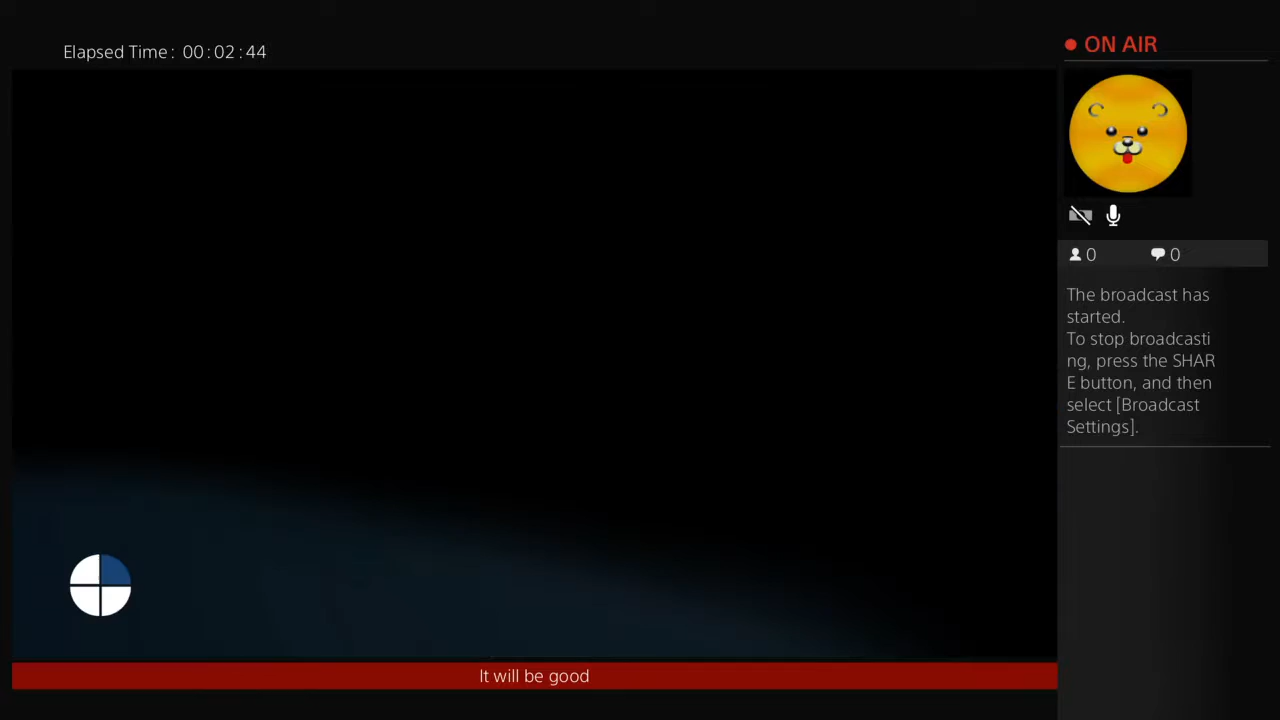 Elapsed Time: 00:02:44
ON AIR
0 0
The broadcast has
started.
To stop broadcasti
ng, press the SHAR
E button, and then
select [Broadcast
Settings].
It will be good